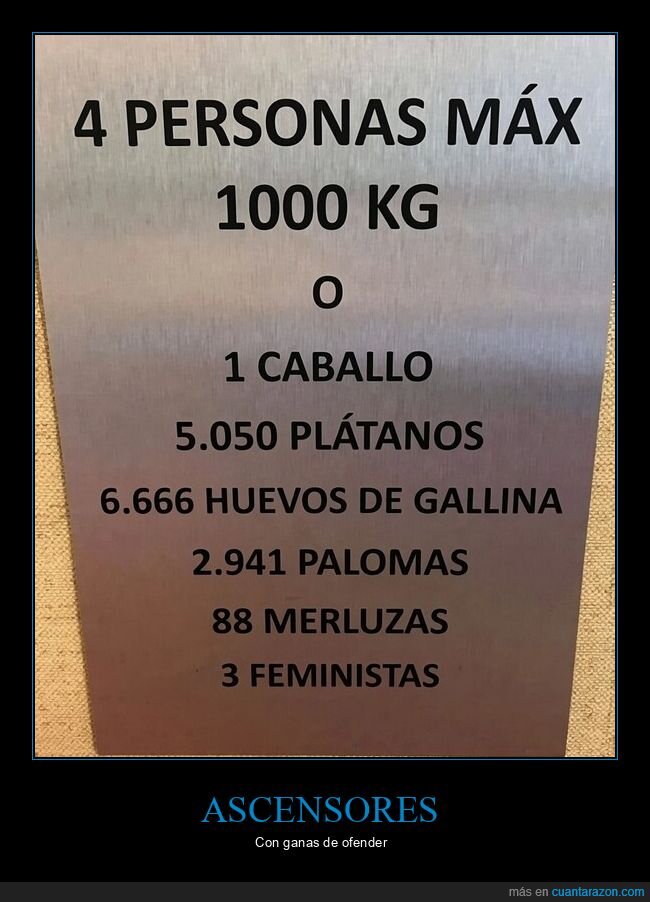 4 PERSONAS MÁX
1000 KG
O
1 CABALLO
5.050 PLÁTANOS
6.666 HUEVOS DE GALLINA
2.941 PALOMAS
88 MERLUZAS
3 FEMINISTAS
ASCENSORES
Con ganas de ofender
más en cuantarazon.com